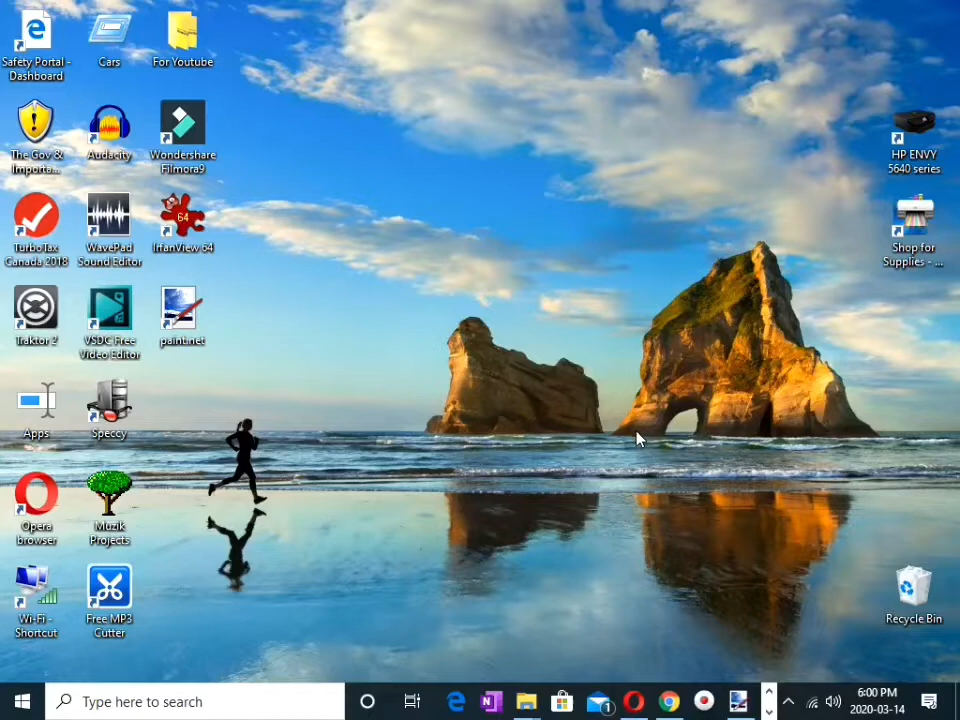 Safety Portal -
Dashboard
Cars
For Youtube
The Gov &
Importa...
Audacity
Wondershare
Filmora9
HP ENVY
5640 series
TurboTax
Canada 2018
WavePad
Sound Editor
64
IrfanView 64
Shop for
Supplies - ...
Traktor 2
VSDC Free
Video Editor
paint.net
Apps
Speccy
Opera
browser
Muzik
Projects
Wi-Fi -
Shortcut
Free MP3
Cutter
Recycle Bin
Type here to search
1
6:00 PM
2020-03-14